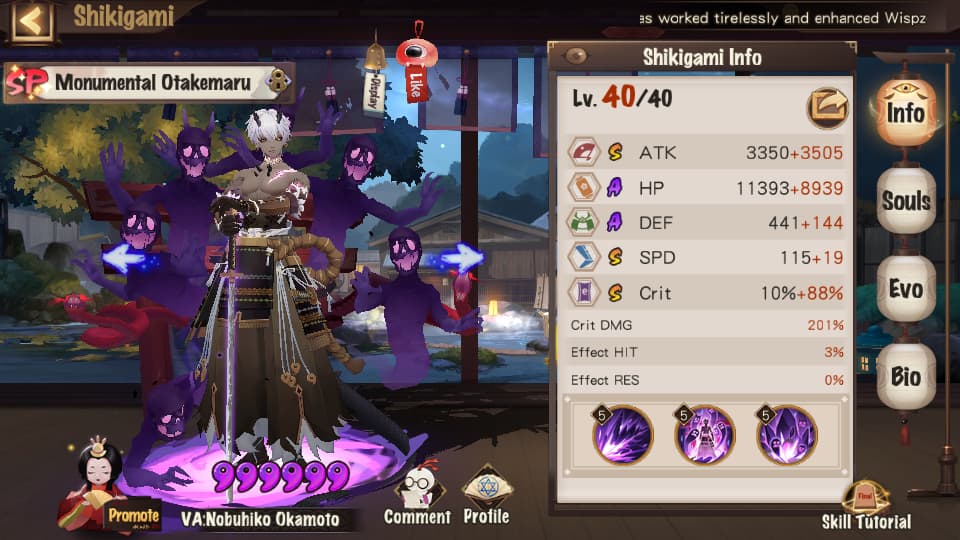 Shikigami
as worked tirelessly and enhanced Wispz
SP Monumental Otakemaru
Display
Like
Shikigami Info
Lv. 40/40
S ATK 3350+3505
A HP 11393+8939
A DEF 441+144
S SPD 115+19
S Crit 10%+88%
Crit DMG 201%
Effect HIT 3%
Effect RES 0%
5 5 5
Info
Souls
Evo
Bio
999999
Promote
VA:Nobuhiko Okamoto
Comment
Profile
Final
Skill Tutorial